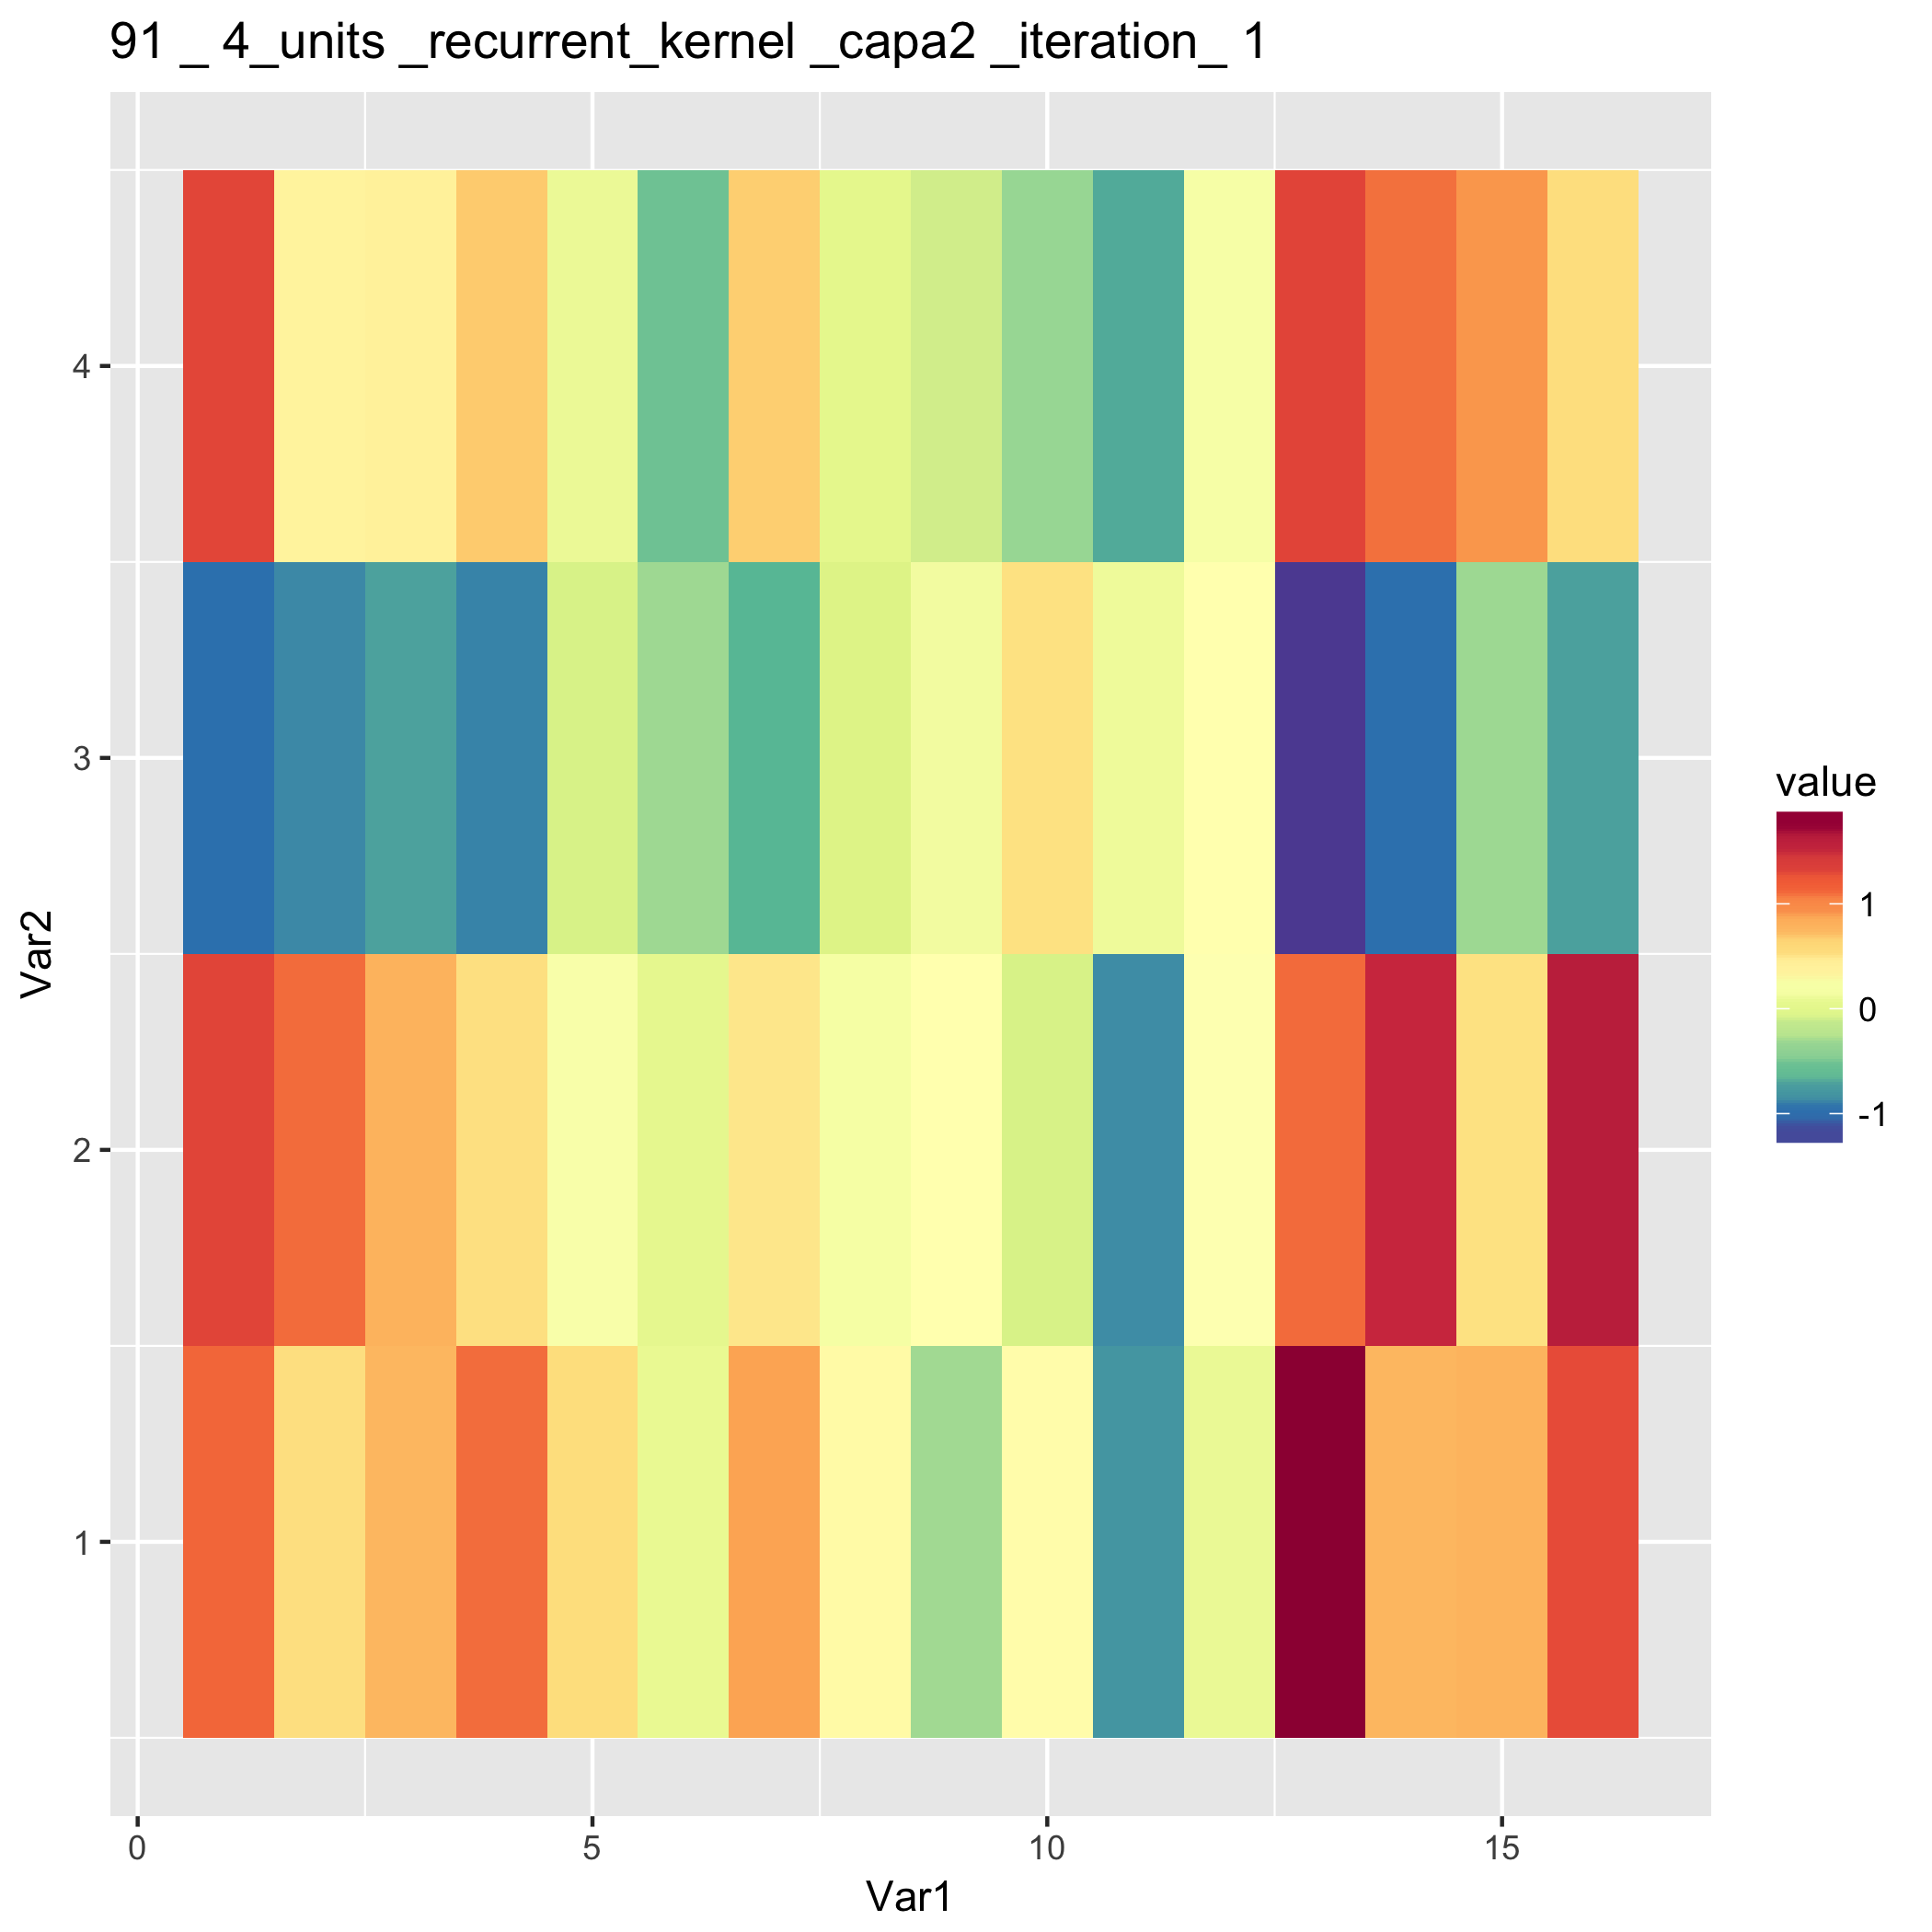 91 _ 4_units _recurrent_kernel _capa2 _iteration_ 1
4
3
2
1
Var2
0
5
10
15
Var1
value
1
0
-1